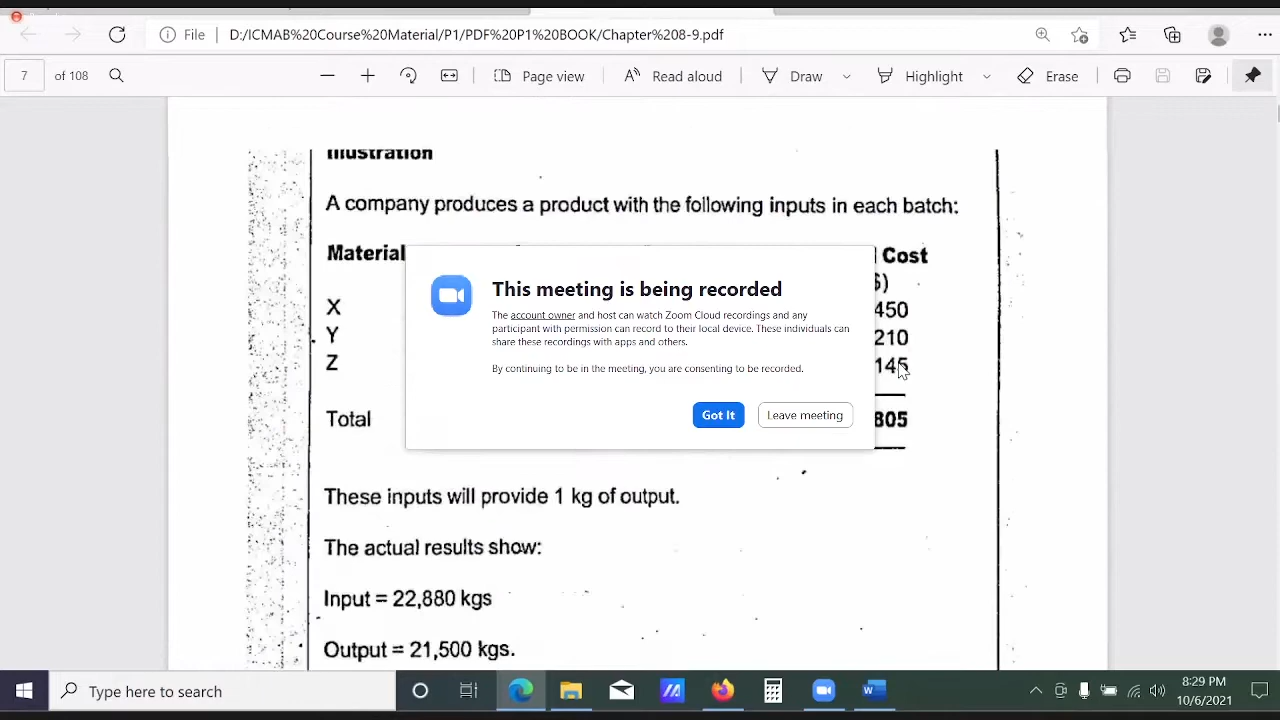 File
D:/ICMAB%20Course%20Material/P1/PDF%20P1%20BOOK/Chapter%208-9.pdf
7 of 108
Page view
Read aloud
Draw
Highlight
Erase
Illustration
A company produces a product with the following inputs in each batch:
Material Cost
$)
X 450
Y 210
Z 145
Total 805
This meeting is being recorded
The account owner and host can watch Zoom Cloud recordings and any
participant with permission can record to their local device. These individuals can
share these recordings with apps and others.
By continuing to be in the meeting, you are consenting to be recorded.
Got It
Leave meeting
These inputs will provide 1 kg of output.
The actual results show:
Input = 22,880 kgs
Output = 21,500 kgs.
Type here to search
8:29 PM
10/6/2021